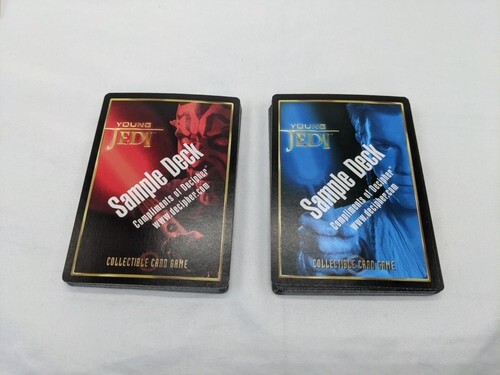 YOUNG
JEDI
Sample Deck
Compliments of Decipher
www.decipher.com
COLLECTIBLE CARD GAME
YOUNG
JEDI
Sample Deck
Compliments of Decipher
www.decipher.com
COLLECTIBLE CARD GAME